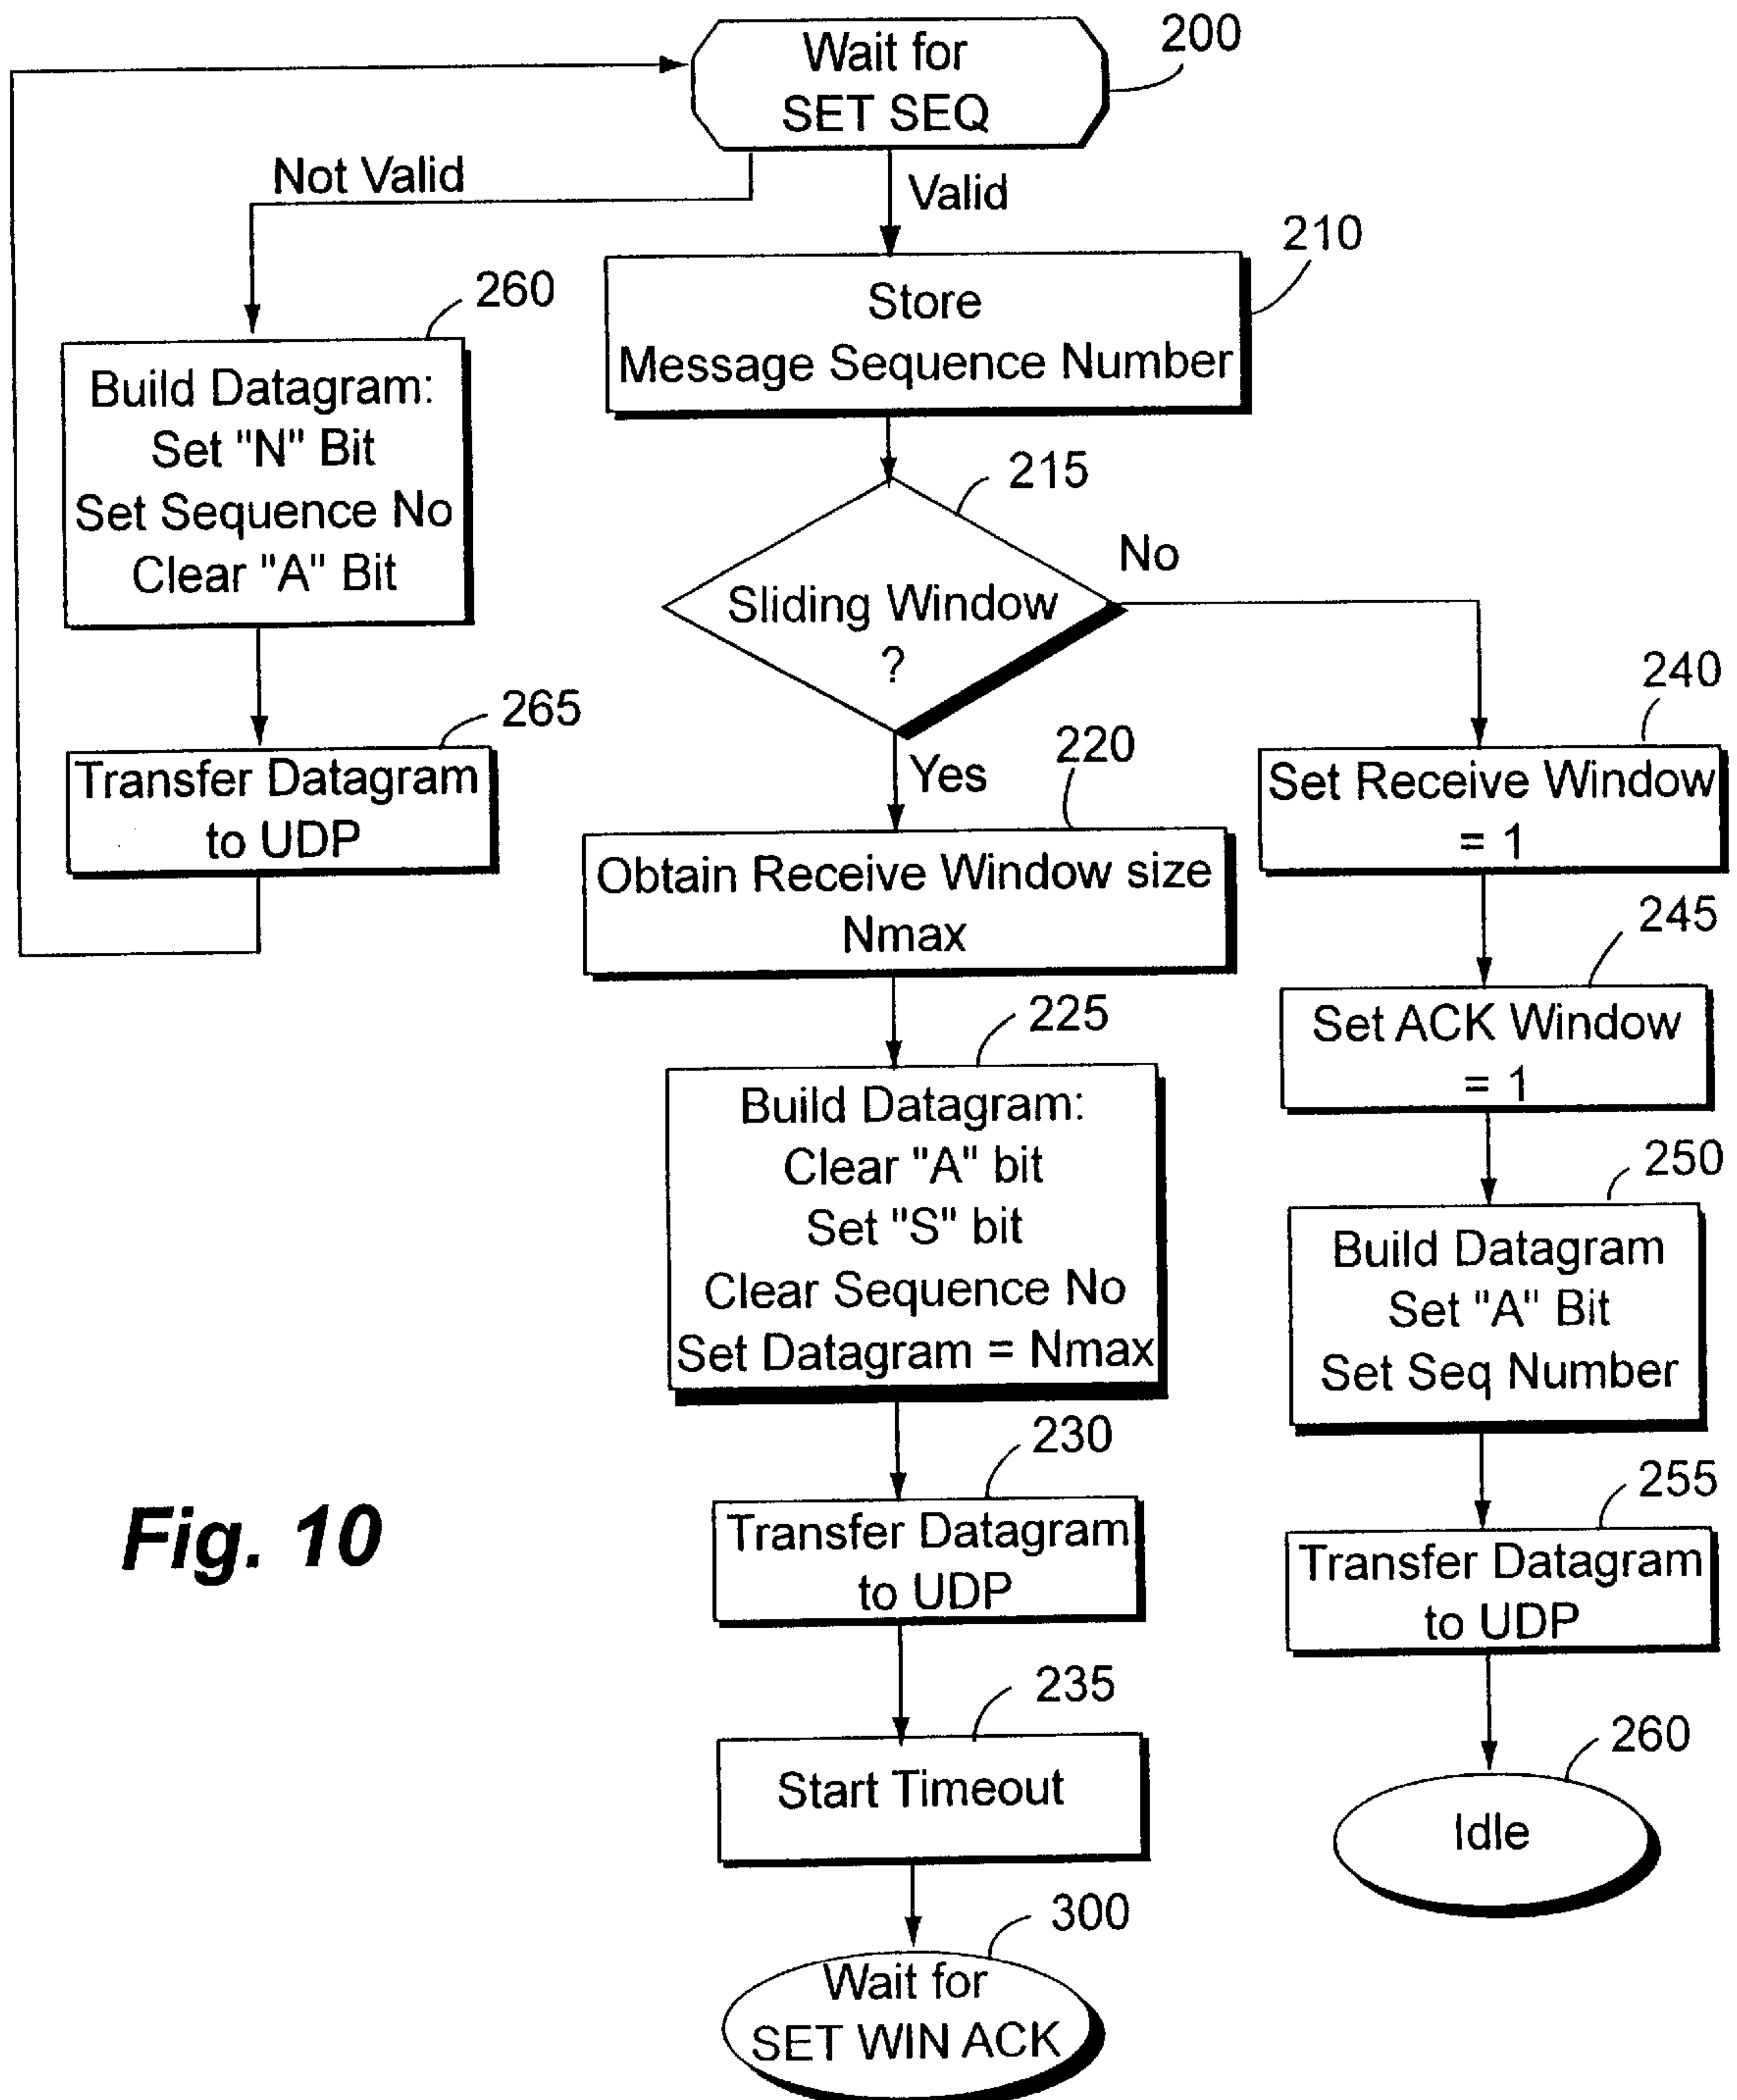 Wait for
SET SEQ
200
Not Valid
Valid
210
Store
Message Sequence Number
260
Build Datagram:
Set "N" Bit
Set Sequence No
Clear "A" Bit
215
Sliding Window
?
No
265
Transfer Datagram
to UDP
Yes
220
Obtain Receive Window size
Nmax
240
Set Receive Window
= 1
245
Set ACK Window
= 1
225
Build Datagram:
Clear "A" bit
Set "S" bit
Clear Sequence No
Set Datagram = Nmax
250
Build Datagram
Set "A" Bit
Set Seq Number
230
Transfer Datagram
to UDP
255
Transfer Datagram
to UDP
235
Start Timeout
260
Idle
300
Wait for
SET WIN ACK
Fig. 10